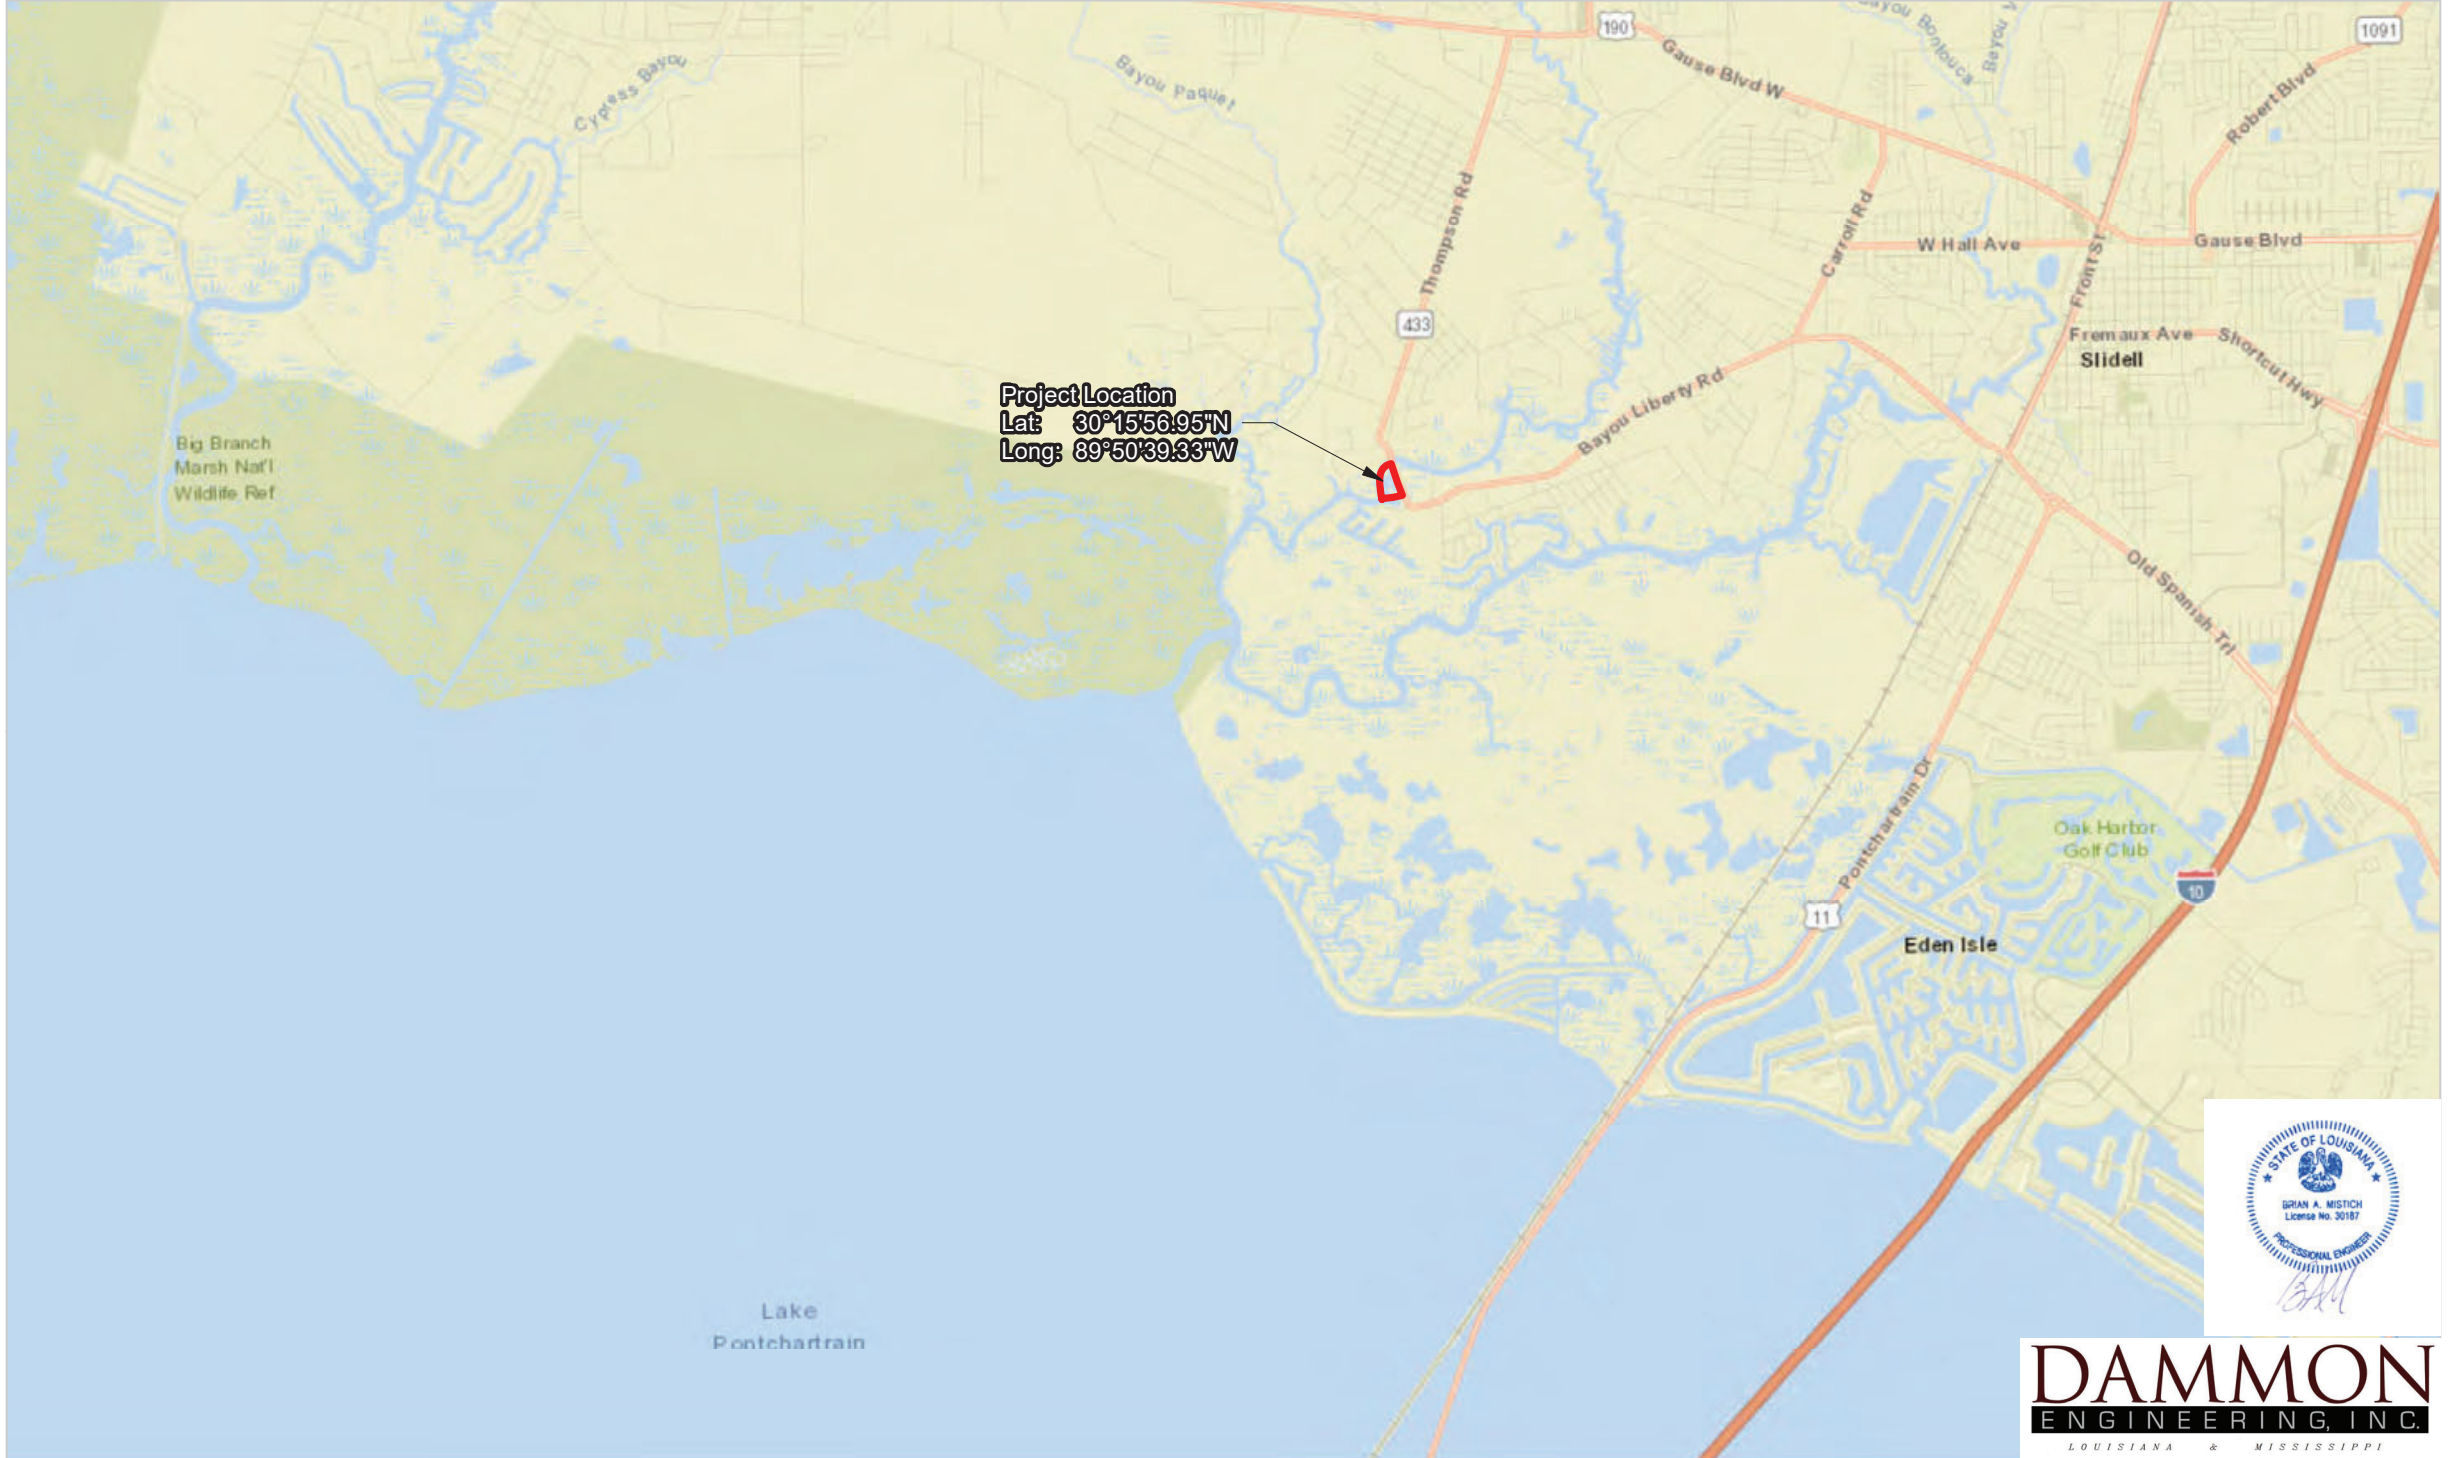 190
1091
Bayou Bonfouca
Gause Blvd W
Cypress Bayou
Bayou Paquet
Robert Blvd
Thompson Rd
Carroll Rd
W Hall Ave
Front St
Gause Blvd
433
Fremaux Ave
Shortcut Hwy
Slidell
Project Location
Lat: 30°15'56.95"N
Long: 89°50'39.33"W
Bayou Liberty Rd
Big Branch
Marsh Nat'l
Wildlife Ref
Old Spanish Trl
Pontchartrain Dr
Oak Harbor
Golf Club
10
11
Eden Isle
STATE OF LOUISIANA
BRIAN A. MISTICH
License No. 30187
PROFESSIONAL ENGINEER
BAM
Lake
Pontchartrain
DAMMON
ENGINEERING, INC.
LOUISIANA & MISSISSIPPI